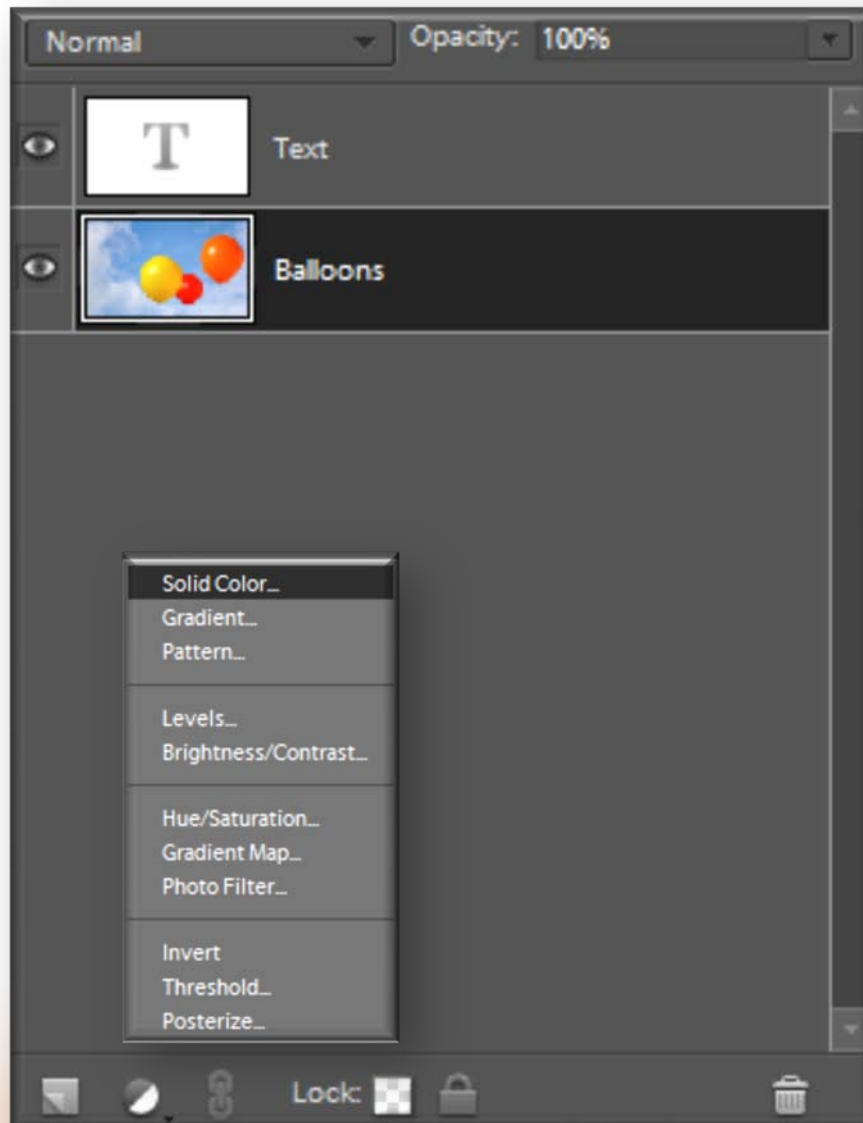 Normal Opacity: 100%
T Text
Balloons
Solid Color...
Gradient...
Pattern...
Levels...
Brightness/Contrast...
Hue/Saturation...
Gradient Map...
Photo Filter...
Invert
Threshold...
Posterize...
Lock: